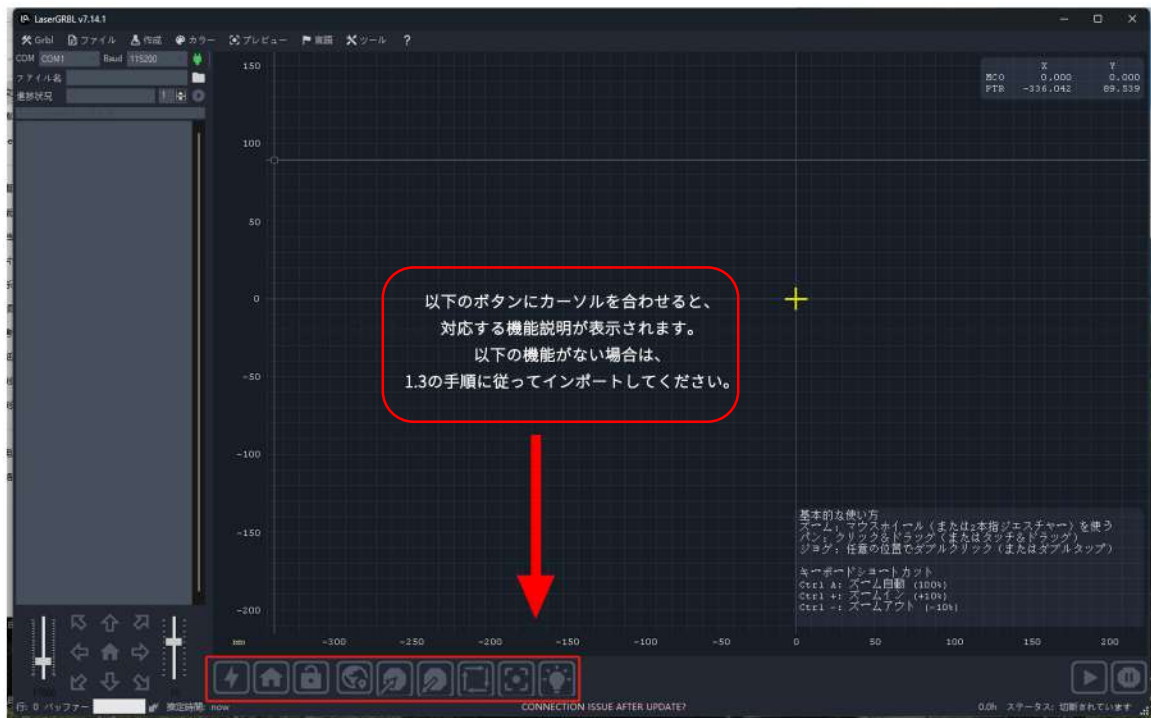 LaserGRBL v7.14.1
Grbl ファイル 作成 カラー プレビュー 言語 ツール ?
COM COM1 Baud 115200
ファイル名
進捗状況 1
X Y
MCO 0.000 0.000
PTR -336.042 89.539
150
100
50
0
-50
-100
-150
-200
以下のボタンにカーソルを合わせると、
対応する機能説明が表示されます。
以下の機能がない場合は、
1.3の手順に従ってインポートしてください。
基本的な使い方
ズーム: マウスホイール (または2本指ジェスチャー) を使う
パン: クリック&ドラッグ (またはタッチ&ドラッグ)
ジョグ: 任意の位置でダブルクリック (またはダブルタップ)
キーボードショートカット
Ctrl A: ズーム自動 (100%)
Ctrl +: ズームイン (+10%)
Ctrl -: ズームアウト (-10%)
mm -300 -250 -200 -150 -100 -50 0 50 100 150 200
行: 0 バッファー 推定時間: now CONNECTION ISSUE AFTER UPDATE? 0.0h ステータス: 切断されています